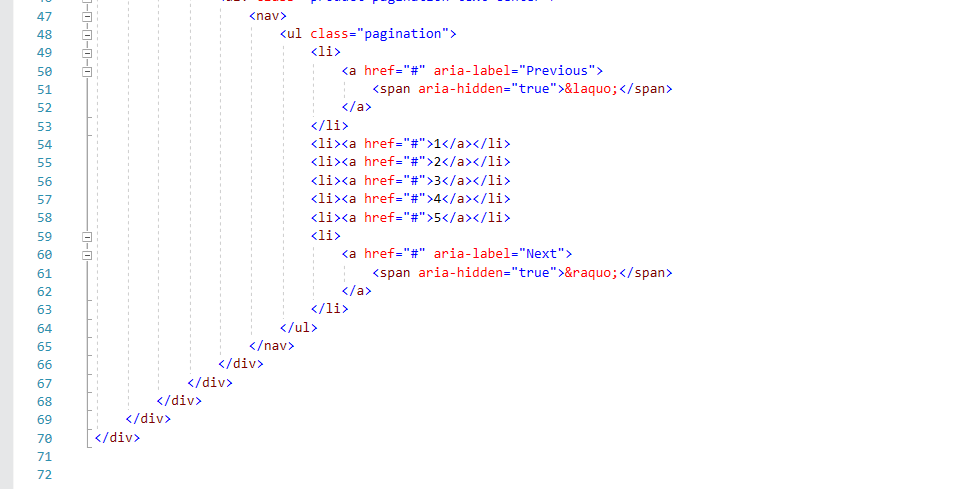 47 <nav>
48 <ul class="pagination">
49 <li>
50 <a href="#" aria-label="Previous">
51 <span aria-hidden="true">&laquo;</span>
52 </a>
53 </li>
54 <li><a href="#">1</a></li>
55 <li><a href="#">2</a></li>
56 <li><a href="#">3</a></li>
57 <li><a href="#">4</a></li>
58 <li><a href="#">5</a></li>
59 <li>
60 <a href="#" aria-label="Next">
61 <span aria-hidden="true">&raquo;</span>
62 </a>
63 </li>
64 </ul>
65 </nav>
66 </div>
67 </div>
68 </div>
69 </div>
70 </div>
71
72